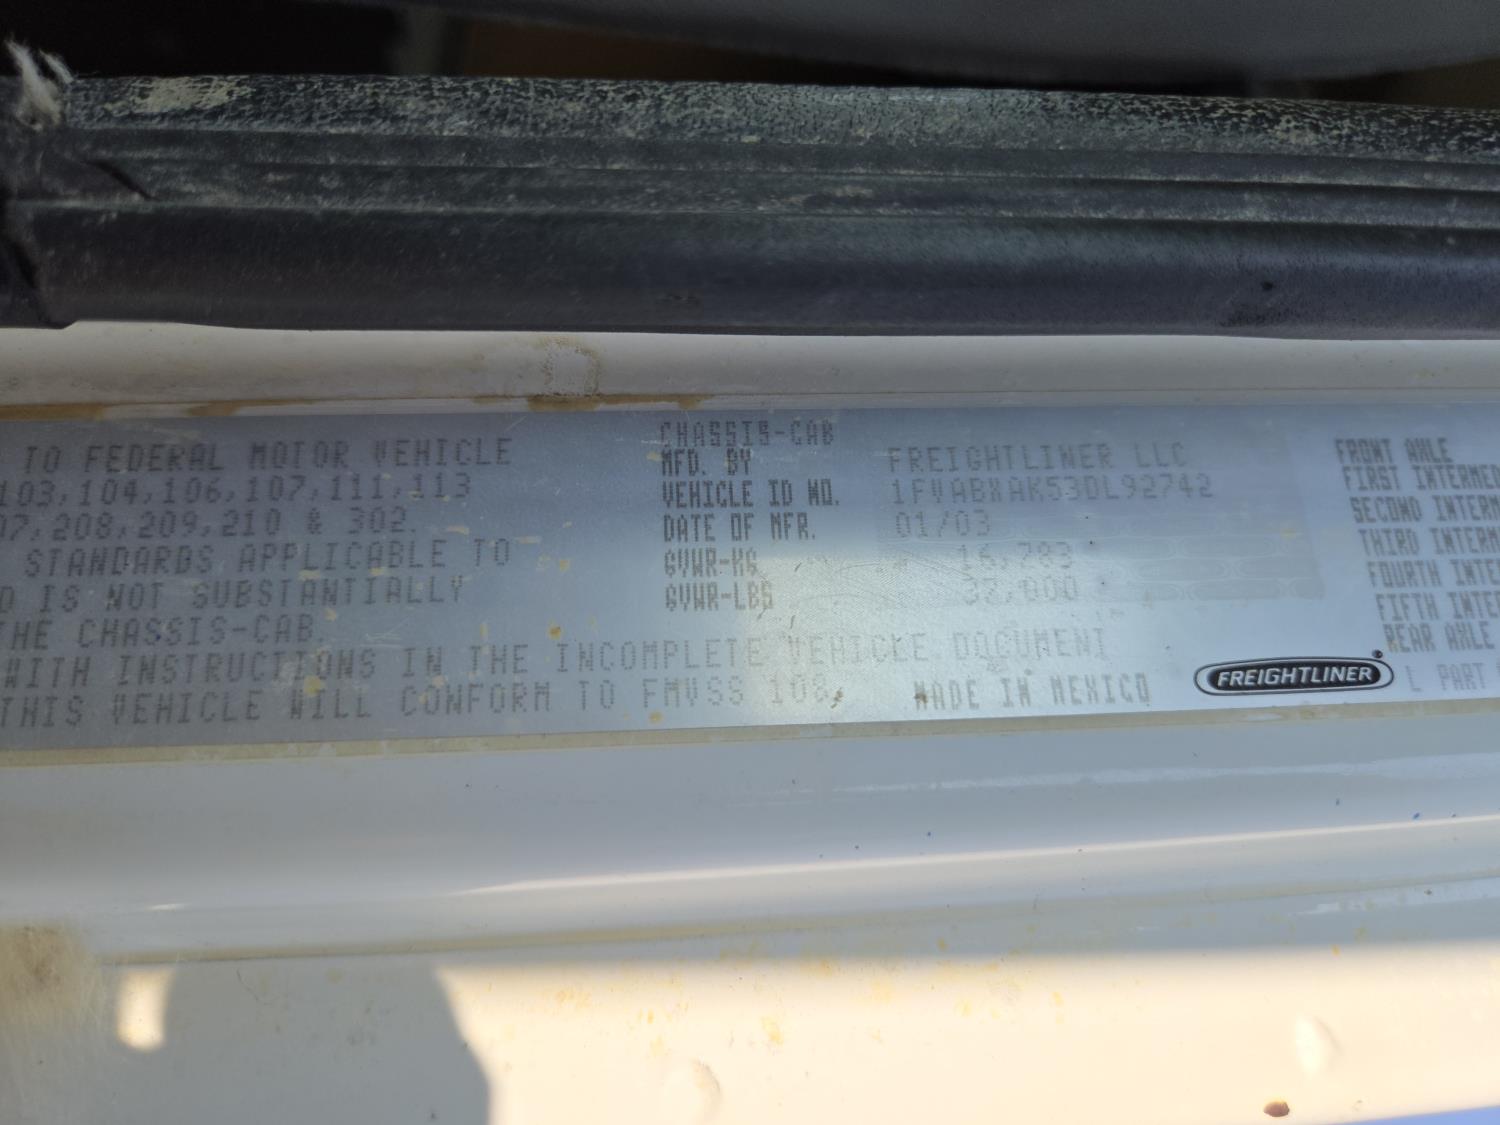 TO FEDERAL MOTOR VEHICLE
103,104,106,107,111,113
07,208,209,210 & 302.
STANDARDS APPLICABLE TO
D IS NOT SUBSTANTIALLY
THE CHASSIS-CAB.
WITH INSTRUCTIONS IN THE INCOMPLETE VEHICLE DOCUMENT
THIS VEHICLE WILL CONFORM TO FMVSS 108. MADE IN MEXICO
CHASSIS-CAB
MFD. BY FREIGHTLINER LLC
VEHICLE ID NO. 1FVABXAK53DL92742
DATE OF MFR. 01/03
GVWR-KG 16,783
GVWR-LBS 32,000
FREIGHTLINER
FRONT AXLE
FIRST INTERMED
SECOND INTERM
THIRD INTERM
FOURTH INTE
FIFTH INTE
REAR AXLE
L PART